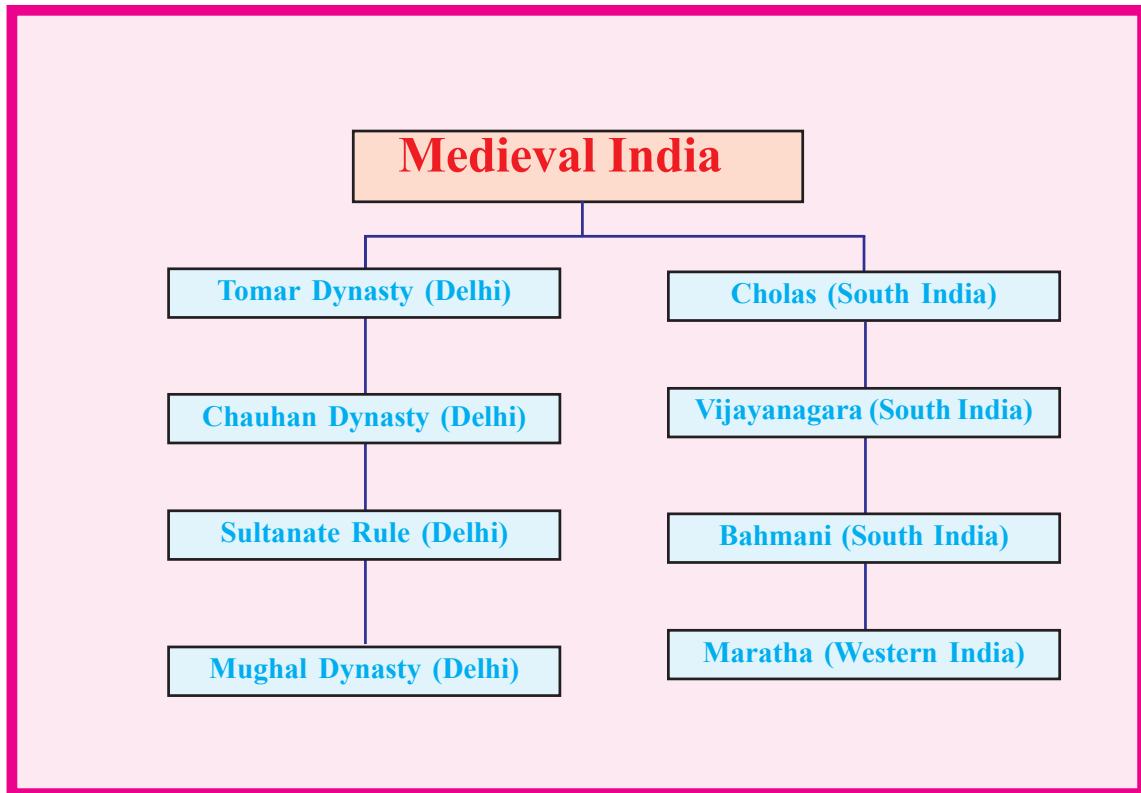 Medieval India
Tomar Dynasty (Delhi)
Chauhan Dynasty (Delhi)
Sultanate Rule (Delhi)
Mughal Dynasty (Delhi)
Cholas (South India)
Vijayanagara (South India)
Bahmani (South India)
Maratha (Western India)